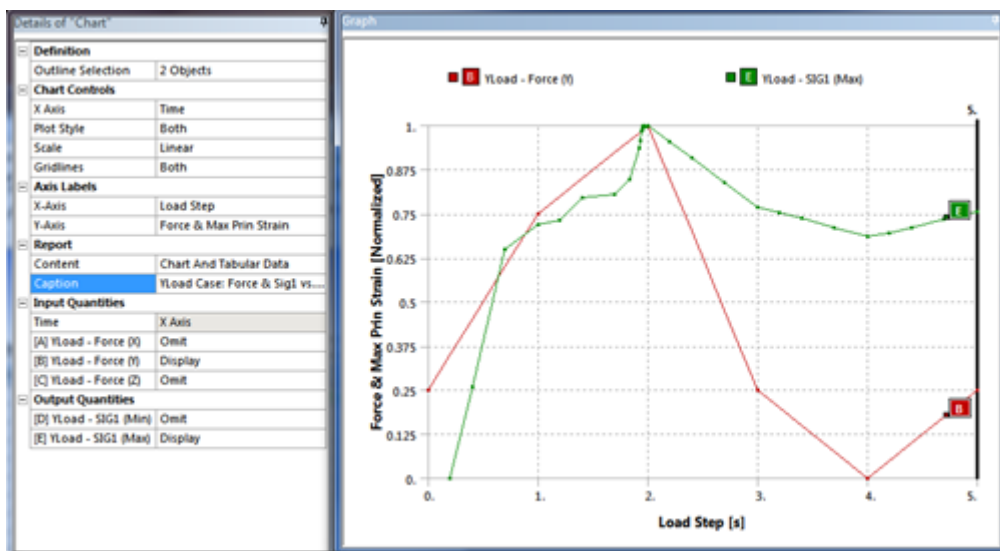 Details of "Chart"
Definition
Outline Selection 2 Objects
Chart Controls
X Axis Time
Plot Style Both
Scale Linear
Gridlines Both
Axis Labels
X-Axis Load Step
Y-Axis Force & Max Prin Strain
Report
Content Chart And Tabular Data
Caption YLoad Case: Force & Sig1 vs....
Input Quantities
Time X Axis
[A] YLoad - Force (X) Omit
[B] YLoad - Force (Y) Display
[C] YLoad - Force (Z) Omit
Output Quantities
[D] YLoad - SIG1 (Min) Omit
[E] YLoad - SIG1 (Max) Display
Graph
B YLoad - Force (Y)
E YLoad - SIG1 (Max)
5.
1.
0.875
0.75
0.625
0.5
0.375
0.25
0.125
0.
Force & Max Prin Strain [Normalized]
E
B
0. 1. 2. 3. 4. 5.
Load Step [s]